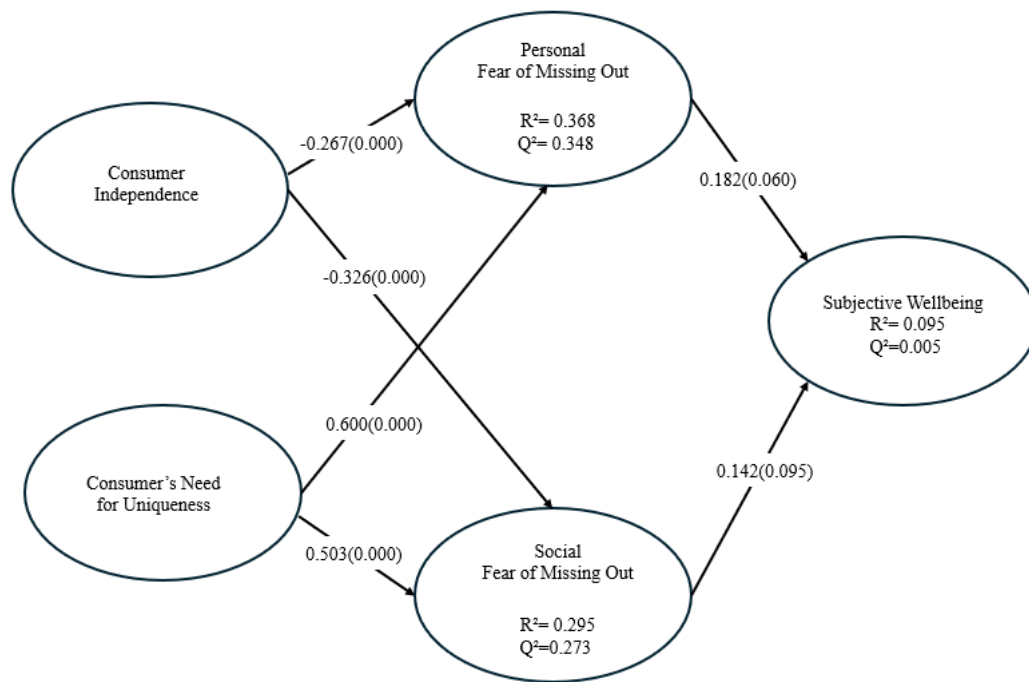 Personal
Fear of Missing Out
R²= 0.368
Q²= 0.348
-0.267(0.000)
Consumer
Independence
0.182(0.060)
-0.326(0.000)
Subjective Wellbeing
R²= 0.095
Q²=0.005
0.600(0.000)
Consumer’s Need
for Uniqueness
0.142(0.095)
0.503(0.000)
Social
Fear of Missing Out
R²= 0.295
Q²=0.273